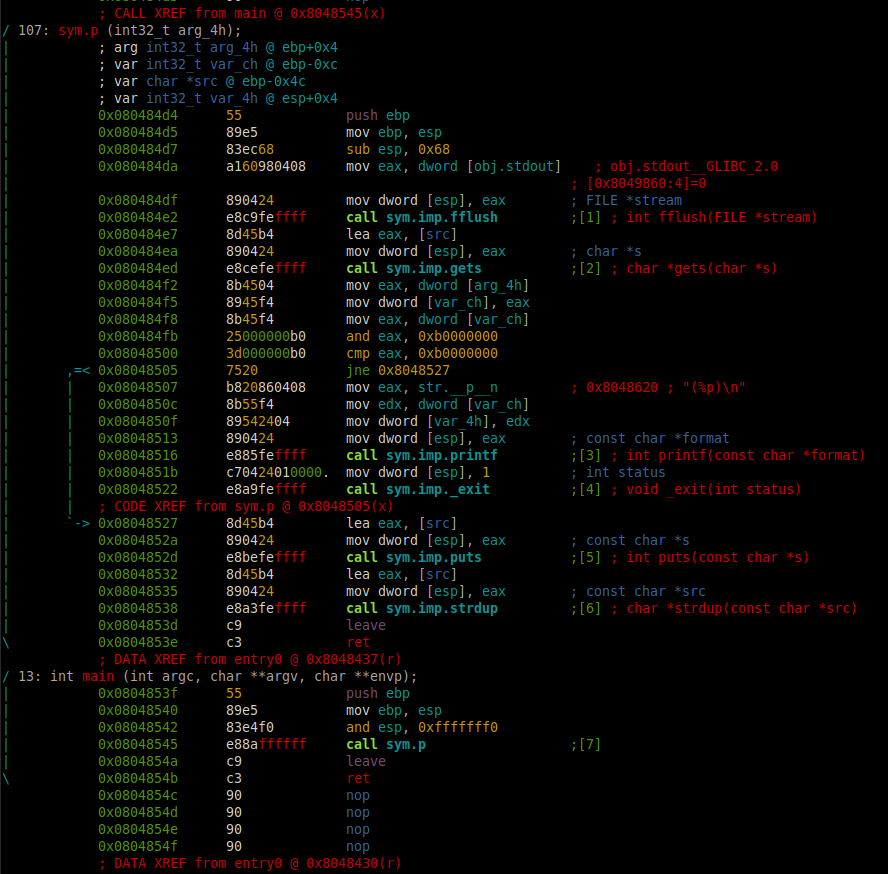 ; CALL XREF from main @ 0x8048545(x)
/ 107: sym.p (int32_t arg_4h);
| ; arg int32_t arg_4h @ ebp+0x4
| ; var int32_t var_ch @ ebp-0xc
| ; var char *src @ ebp-0x4c
| ; var int32_t var_4h @ esp+0x4
| 0x080484d4 55 push ebp
| 0x080484d5 89e5 mov ebp, esp
| 0x080484d7 83ec68 sub esp, 0x68
| 0x080484da a160980408 mov eax, dword [obj.stdout] ; obj.stdout__GLIBC_2.0
| ; [0x8049860:4]=0
| 0x080484df 890424 mov dword [esp], eax ; FILE *stream
| 0x080484e2 e8c9feffff call sym.imp.fflush ;[1] ; int fflush(FILE *stream)
| 0x080484e7 8d45b4 lea eax, [src]
| 0x080484ea 890424 mov dword [esp], eax ; char *s
| 0x080484ed e8cefeffff call sym.imp.gets ;[2] ; char *gets(char *s)
| 0x080484f2 8b4504 mov eax, dword [arg_4h]
| 0x080484f5 8945f4 mov dword [var_ch], eax
| 0x080484f8 8b45f4 mov eax, dword [var_ch]
| 0x080484fb 25000000b0 and eax, 0xb0000000
| 0x08048500 3d000000b0 cmp eax, 0xb0000000
| ,=< 0x08048505 7520 jne 0x8048527
| | 0x08048507 b820860408 mov eax, str.__p__n ; 0x8048620 ; "(%p)\n"
| | 0x0804850c 8b55f4 mov edx, dword [var_ch]
| | 0x0804850f 89542404 mov dword [var_4h], edx
| | 0x08048513 890424 mov dword [esp], eax ; const char *format
| | 0x08048516 e885feffff call sym.imp.printf ;[3] ; int printf(const char *format)
| | 0x0804851b c70424010000. mov dword [esp], 1 ; int status
| | 0x08048522 e8a9feffff call sym.imp._exit ;[4] ; void _exit(int status)
| | ; CODE XREF from sym.p @ 0x8048505(x)
| `-> 0x08048527 8d45b4 lea eax, [src]
| 0x0804852a 890424 mov dword [esp], eax ; const char *s
| 0x0804852d e8befeffff call sym.imp.puts ;[5] ; int puts(const char *s)
| 0x08048532 8d45b4 lea eax, [src]
| 0x08048535 890424 mov dword [esp], eax ; const char *src
| 0x08048538 e8a3feffff call sym.imp.strdup ;[6] ; char *strdup(const char *src)
| 0x0804853d c9 leave
\ 0x0804853e c3 ret
; DATA XREF from entry0 @ 0x8048437(r)
/ 13: int main (int argc, char **argv, char **envp);
| 0x0804853f 55 push ebp
| 0x08048540 89e5 mov ebp, esp
| 0x08048542 83e4f0 and esp, 0xfffffff0
| 0x08048545 e88affffff call sym.p ;[7]
| 0x0804854a c9 leave
\ 0x0804854b c3 ret
0x0804854c 90 nop
0x0804854d 90 nop
0x0804854e 90 nop
0x0804854f 90 nop
; DATA XREF from entry0 @ 0x8048430(r)